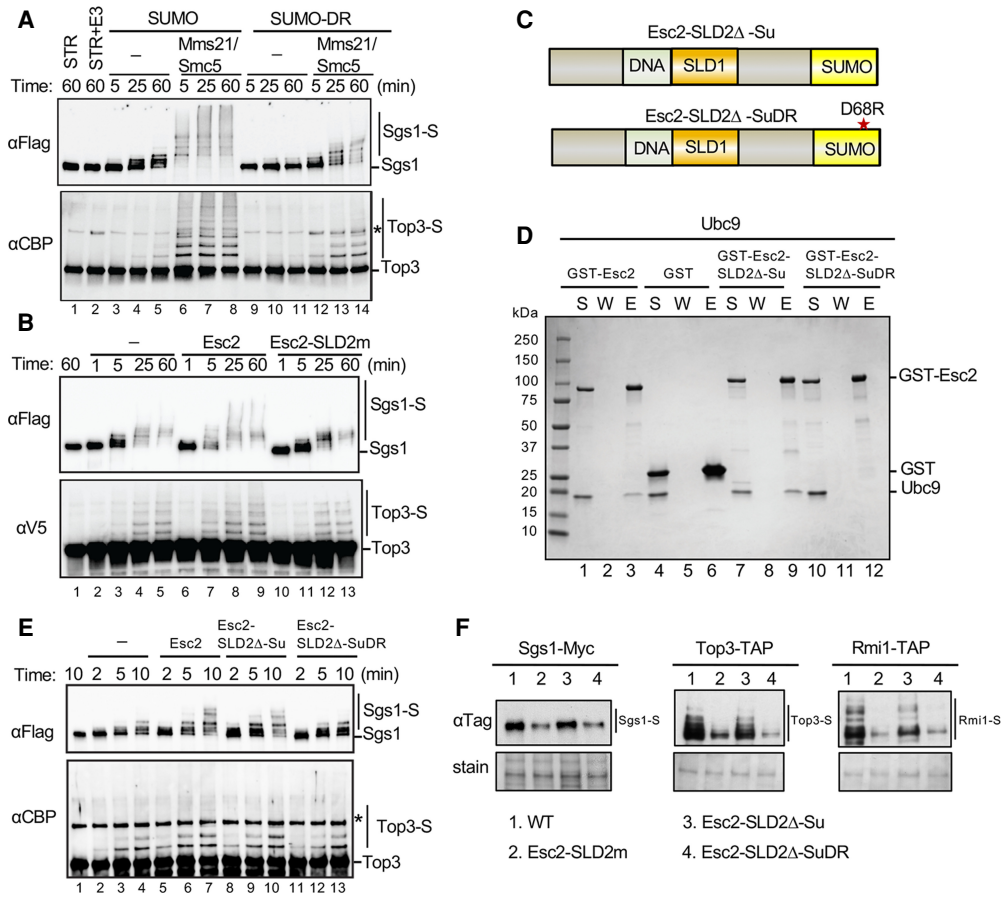 A
STR
STR+E3
SUMO
SUMO-DR
–
Mms21/
Smc5
–
Mms21/
Smc5
Time: 60 60 5 25 60 5 25 60 5 25 60 5 25 60 (min)
αFlag
Sgs1-S
Sgs1
αCBP
* Top3-S
Top3
1 2 3 4 5 6 7 8 9 10 11 12 13 14
B
– Esc2 Esc2-SLD2m
Time: 60 1 5 25 60 1 5 25 60 1 5 25 60 (min)
αFlag
Sgs1-S
Sgs1
αV5
Top3-S
Top3
1 2 3 4 5 6 7 8 9 10 11 12 13
C
Esc2-SLD2Δ -Su
DNA SLD1 SUMO
Esc2-SLD2Δ -SuDR
D68R
DNA SLD1 SUMO
D
Ubc9
GST-Esc2
GST
GST-Esc2-
SLD2Δ-Su
GST-Esc2-
SLD2Δ-SuDR
kDa
S W E S W E S W E S W E
250
150
100
75
50
37
25
20
15
10
GST-Esc2
GST
Ubc9
1 2 3 4 5 6 7 8 9 10 11 12
E
–
Esc2
Esc2-
SLD2Δ-Su
Esc2-
SLD2Δ-SuDR
Time: 10 2 5 10 2 5 10 2 5 10 2 5 10 (min)
αFlag
Sgs1-S
Sgs1
αCBP
*
Top3-S
Top3
1 2 3 4 5 6 7 8 9 10 11 12 13
F
Sgs1-Myc
Top3-TAP
Rmi1-TAP
1 2 3 4
1 2 3 4
1 2 3 4
αTag
Sgs1-S
Top3-S
Rmi1-S
stain
1. WT
2. Esc2-SLD2m
3. Esc2-SLD2Δ-Su
4. Esc2-SLD2Δ-SuDR